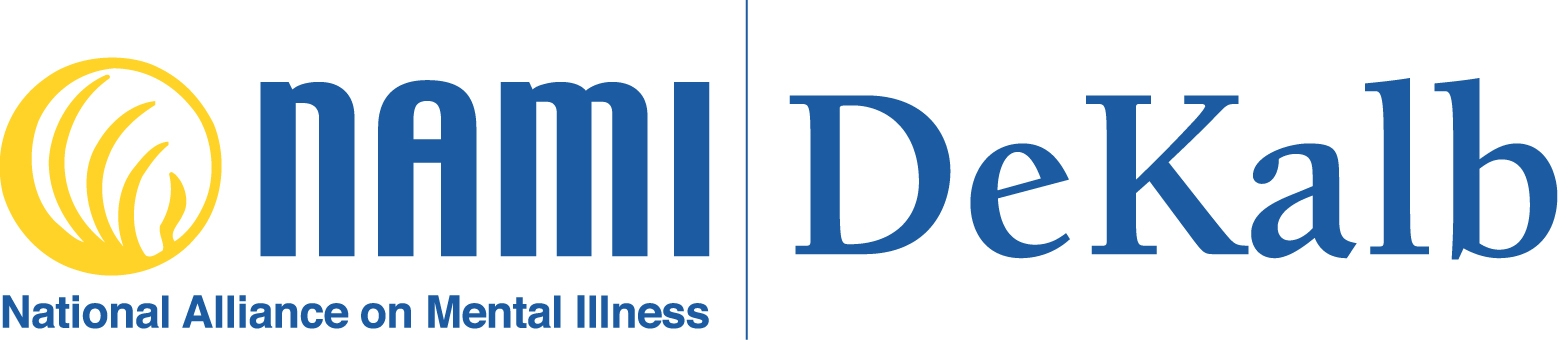 NAMI
National Alliance on Mental Illness
DeKalb